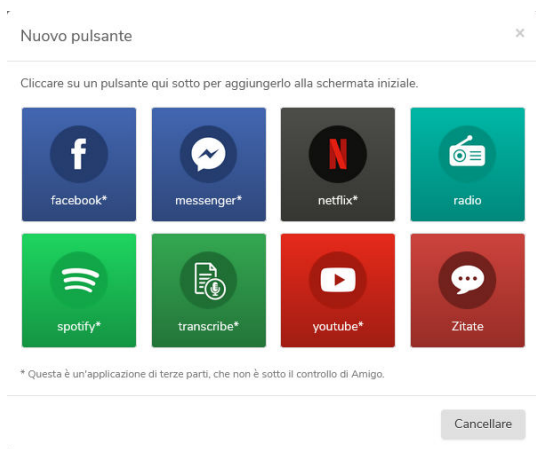 Nuovo pulsante ×
Cliccare su un pulsante qui sotto per aggiungerlo alla schermata iniziale.
facebook* messenger* netflix* radio
spotify* transcribe* youtube* Zitate
* Questa è un'applicazione di terze parti, che non è sotto il controllo di Amigo.
Cancellare